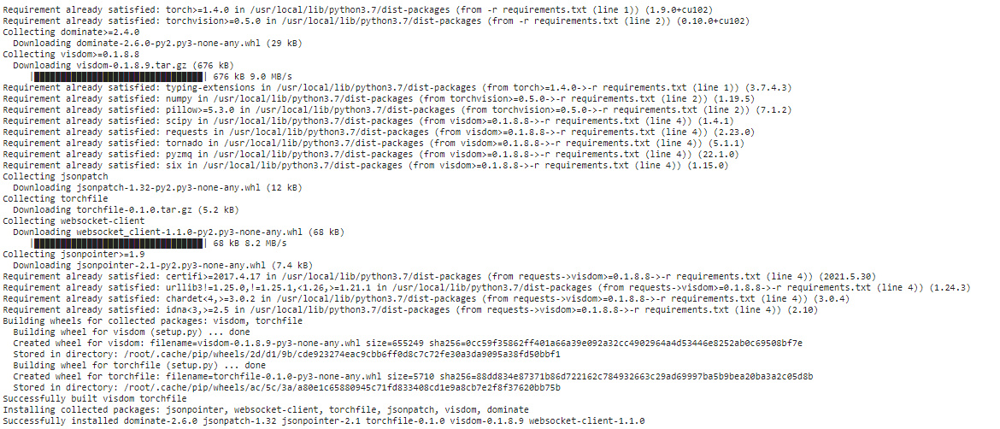 Requirement already satisfied: torch>=1.4.0 in /usr/local/lib/python3.7/dist-packages (from -r requirements.txt (line 1)) (1.9.0+cu102)
Requirement already satisfied: torchvision>=0.5.0 in /usr/local/lib/python3.7/dist-packages (from -r requirements.txt (line 2)) (0.10.0+cu102)
Collecting dominate>=2.4.0
  Downloading dominate-2.6.0-py2.py3-none-any.whl (29 kB)
Collecting visdom>=0.1.8.8
  Downloading visdom-0.1.8.9.tar.gz (676 kB)
     |████████████████████████████████| 676 kB 9.0 MB/s
Requirement already satisfied: typing-extensions in /usr/local/lib/python3.7/dist-packages (from torch>=1.4.0->-r requirements.txt (line 1)) (3.7.4.3)
Requirement already satisfied: numpy in /usr/local/lib/python3.7/dist-packages (from torchvision>=0.5.0->-r requirements.txt (line 2)) (1.19.5)
Requirement already satisfied: pillow>=5.3.0 in /usr/local/lib/python3.7/dist-packages (from torchvision>=0.5.0->-r requirements.txt (line 2)) (7.1.2)
Requirement already satisfied: scipy in /usr/local/lib/python3.7/dist-packages (from visdom>=0.1.8.8->-r requirements.txt (line 4)) (1.4.1)
Requirement already satisfied: requests in /usr/local/lib/python3.7/dist-packages (from visdom>=0.1.8.8->-r requirements.txt (line 4)) (2.23.0)
Requirement already satisfied: tornado in /usr/local/lib/python3.7/dist-packages (from visdom>=0.1.8.8->-r requirements.txt (line 4)) (5.1.1)
Requirement already satisfied: pyzmq in /usr/local/lib/python3.7/dist-packages (from visdom>=0.1.8.8->-r requirements.txt (line 4)) (22.1.0)
Requirement already satisfied: six in /usr/local/lib/python3.7/dist-packages (from visdom>=0.1.8.8->-r requirements.txt (line 4)) (1.15.0)
Collecting jsonpatch
  Downloading jsonpatch-1.32-py2.py3-none-any.whl (12 kB)
Collecting torchfile
  Downloading torchfile-0.1.0.tar.gz (5.2 kB)
Collecting websocket-client
  Downloading websocket_client-1.1.0-py2.py3-none-any.whl (68 kB)
     |████████████████████████████████| 68 kB 8.2 MB/s
Collecting jsonpointer>=1.9
  Downloading jsonpointer-2.1-py2.py3-none-any.whl (7.4 kB)
Requirement already satisfied: certifi>=2017.4.17 in /usr/local/lib/python3.7/dist-packages (from requests->visdom>=0.1.8.8->-r requirements.txt (line 4)) (2021.5.30)
Requirement already satisfied: urllib3!=1.25.0,!=1.25.1,<1.26,>=1.21.1 in /usr/local/lib/python3.7/dist-packages (from requests->visdom>=0.1.8.8->-r requirements.txt (line 4)) (1.24.3)
Requirement already satisfied: chardet<4,>=3.0.2 in /usr/local/lib/python3.7/dist-packages (from requests->visdom>=0.1.8.8->-r requirements.txt (line 4)) (3.0.4)
Requirement already satisfied: idna<3,>=2.5 in /usr/local/lib/python3.7/dist-packages (from requests->visdom>=0.1.8.8->-r requirements.txt (line 4)) (2.10)
Building wheels for collected packages: visdom, torchfile
  Building wheel for visdom (setup.py) ... done
  Created wheel for visdom: filename=visdom-0.1.8.9-py3-none-any.whl size=655249 sha256=0cc59f35862ff401a66a39e092a32cc4902964a4d53446e8252ab0c69508bf7e
  Stored in directory: /root/.cache/pip/wheels/2d/d1/9b/cde923274eac9cbb6ff0d8c7c72fe30a3da9095a38fd50bbf1
  Building wheel for torchfile (setup.py) ... done
  Created wheel for torchfile: filename=torchfile-0.1.0-py3-none-any.whl size=5710 sha256=88dd834e87371b86d722162c784932663c29ad69997ba5b9bea20ba3a2c05d8b
  Stored in directory: /root/.cache/pip/wheels/ac/5c/3a/a80e1c65880945c71fd833408cd1e9a8cb7e2f8f37620bb75b
Successfully built visdom torchfile
Installing collected packages: jsonpointer, websocket-client, torchfile, jsonpatch, visdom, dominate
Successfully installed dominate-2.6.0 jsonpatch-1.32 jsonpointer-2.1 torchfile-0.1.0 visdom-0.1.8.9 websocket-client-1.1.0